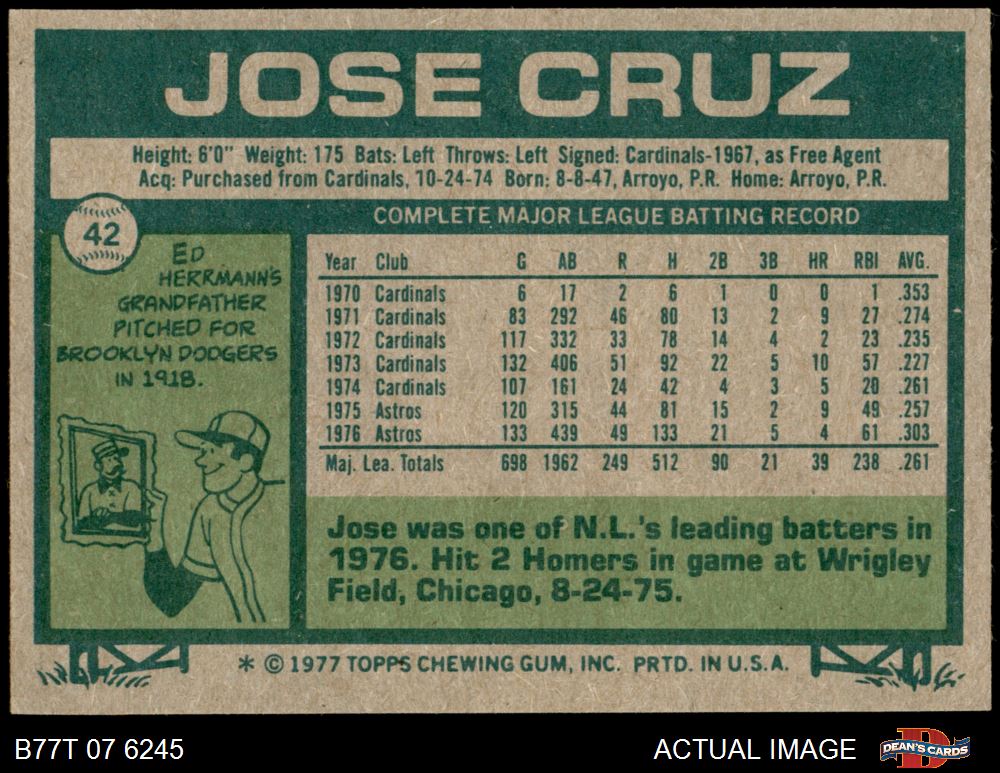 JOSE CRUZ
Height: 6'0" Weight: 175 Bats: Left Throws: Left Signed: Cardinals-1967, as Free Agent
Acq: Purchased from Cardinals, 10-24-74 Born: 8-8-47, Arroyo, P.R. Home: Arroyo, P.R.
42
COMPLETE MAJOR LEAGUE BATTING RECORD
ED
HERRMANN'S
GRANDFATHER
PITCHED FOR
BROOKLYN DODGERS
IN 1918.
Year Club G AB R H 2B 3B HR RBI AVG.
1970 Cardinals 6 17 2 6 1 0 0 1 .353
1971 Cardinals 83 292 46 80 13 2 9 27 .274
1972 Cardinals 117 332 33 78 14 4 2 23 .235
1973 Cardinals 132 406 51 92 22 5 10 57 .227
1974 Cardinals 107 161 24 42 4 3 5 20 .261
1975 Astros 120 315 44 81 15 2 9 49 .257
1976 Astros 133 439 49 133 21 5 4 61 .303
Maj. Lea. Totals 698 1962 249 512 90 21 39 238 .261
Jose was one of N.L.'s leading batters in
1976. Hit 2 Homers in game at Wrigley
Field, Chicago, 8-24-75.
* © 1977 TOPPS CHEWING GUM, INC. PRTD. IN U.S.A.
B77T 07 6245
ACTUAL IMAGE
DEAN'S CARDS